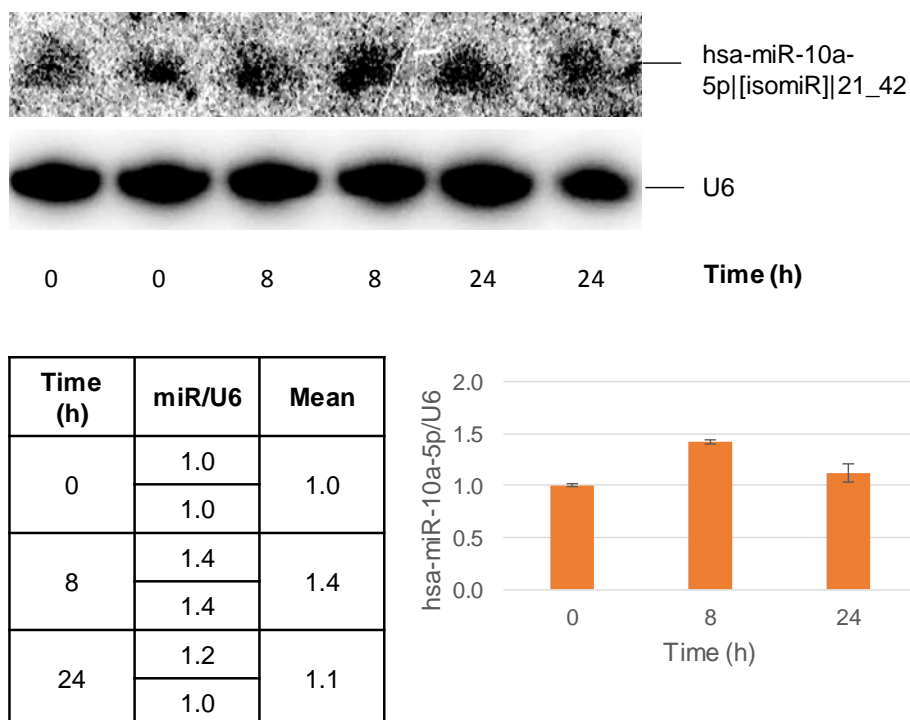 hsa-miR-10a-
5p|[isomiR]|21_42
U6
0 0 8 8 24 24 Time (h)
Time
(h) miR/U6 Mean
0 1.0 1.0
1.0
8 1.4 1.4
1.4
24 1.2 1.1
1.0
hsa-miR-10a-5p/U6
2.0
1.5
1.0
0.5
0.0
0 8 24
Time (h)